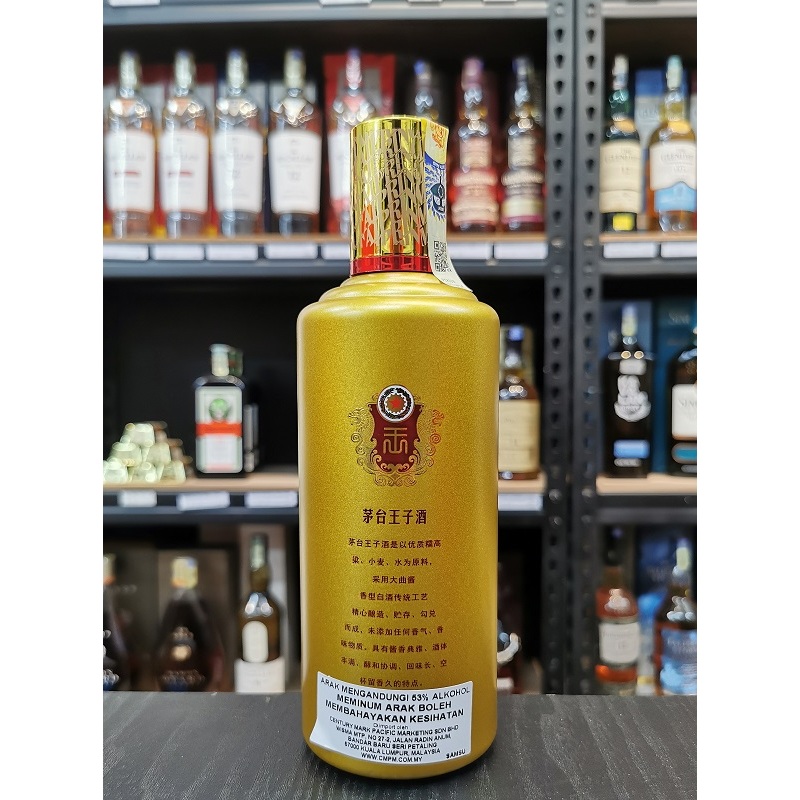 茅台王子酒
茅台王子酒是以优质糯高
粱、小麦、水为原料，
采用大曲酱
香型白酒传统工艺
精心酿造、贮存、勾兑
而成，未添加任何香气、香
味物质。具有酱香典雅、酒体
丰满、醇和协调、回味长、空
杯留香久的特点。
ARAK MENGANDUNGI 53% ALKOHOL
MEMINUM ARAK BOLEH
MEMBAHAYAKAN KESIHATAN
Diimport oleh
CENTURY MARK PACIFIC MARKETING SDN BHD
WISMA MTP, NO 27-2, JALAN RADIN ANUM,
BANDAR BARU SERI PETALING
57000 KUALA LUMPUR, MALAYSIA
WWW.CMPM.COM.MY
SAMSU